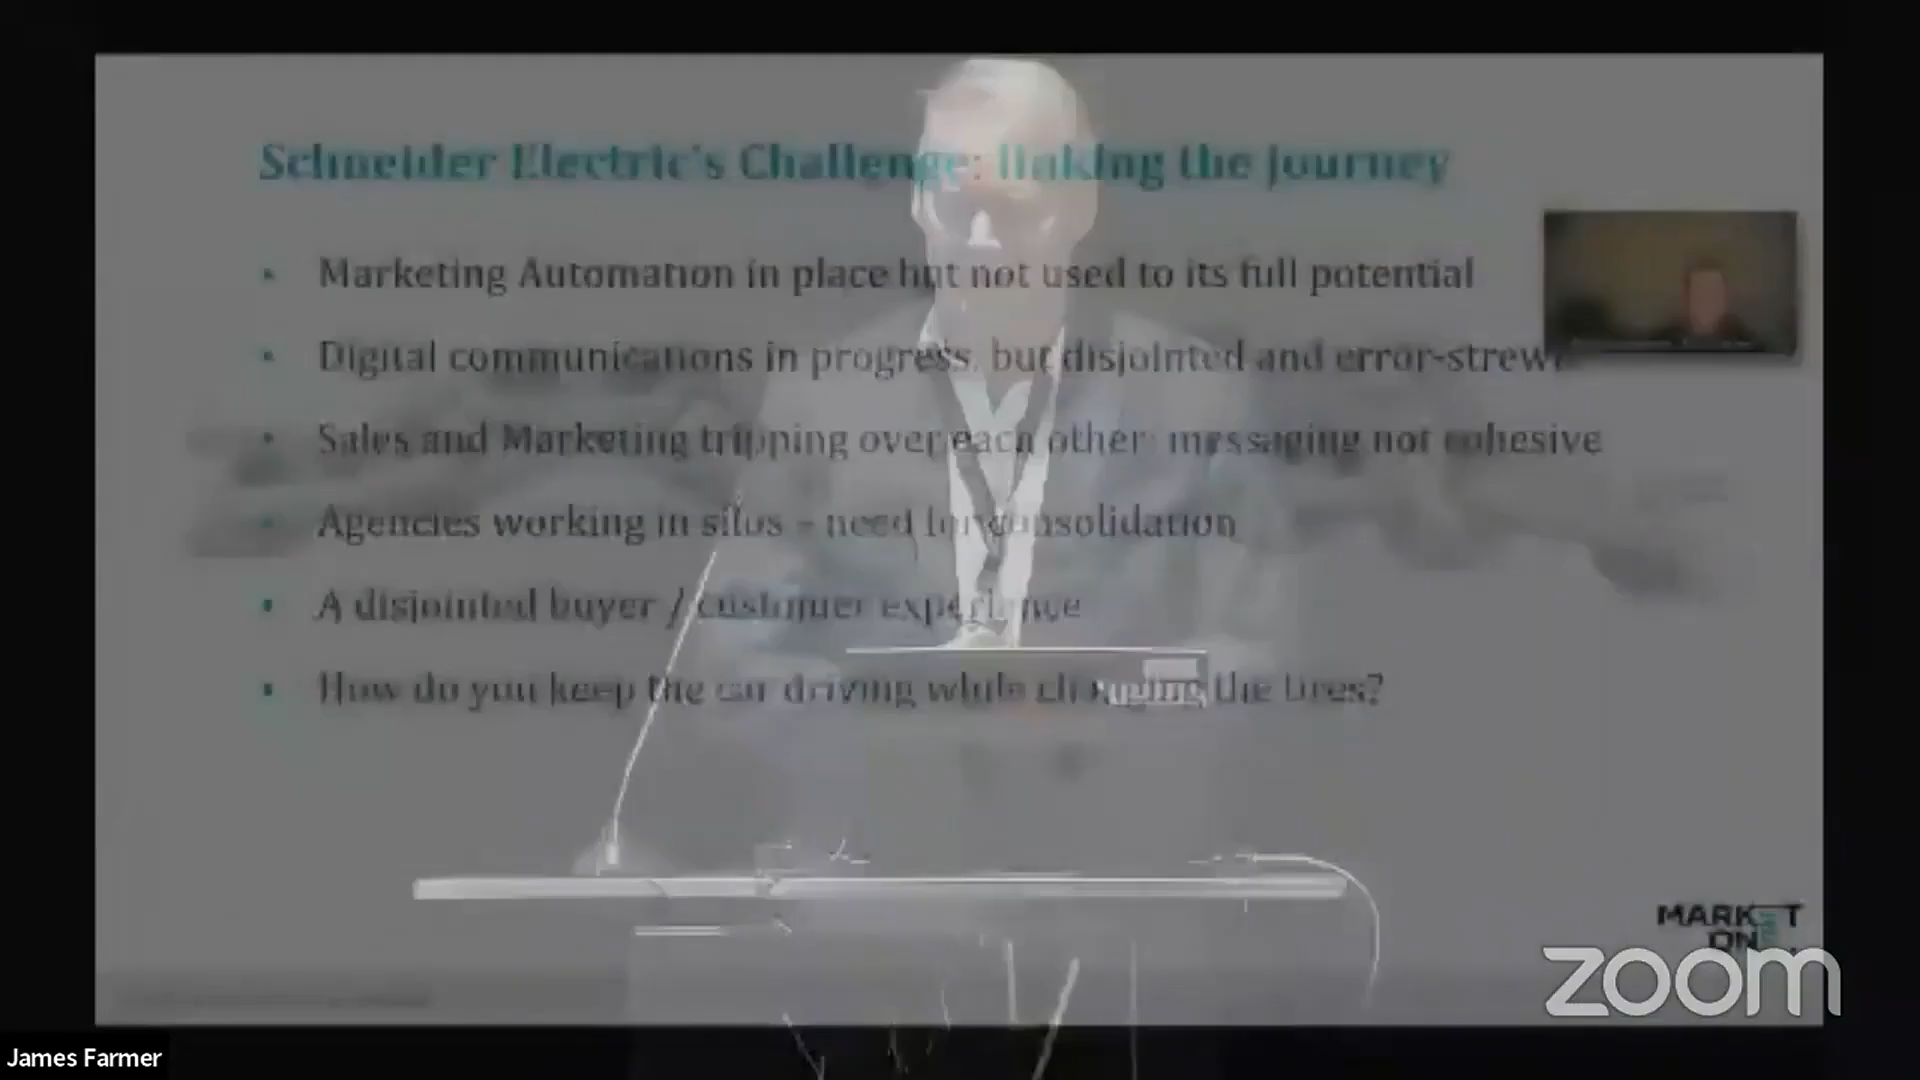 Schneider Electric's Challenge: linking the journey
• Marketing Automation in place but not used to its full potential
• Digital communications in progress, but disjointed and error-strewn
• Sales and Marketing tripping over each other: messaging not cohesive
• Agencies working in silos – need for consolidation
• A disjointed buyer / customer experience
• How do you keep the car driving while changing the tires?
MARKET
ONE
zoom
James Farmer